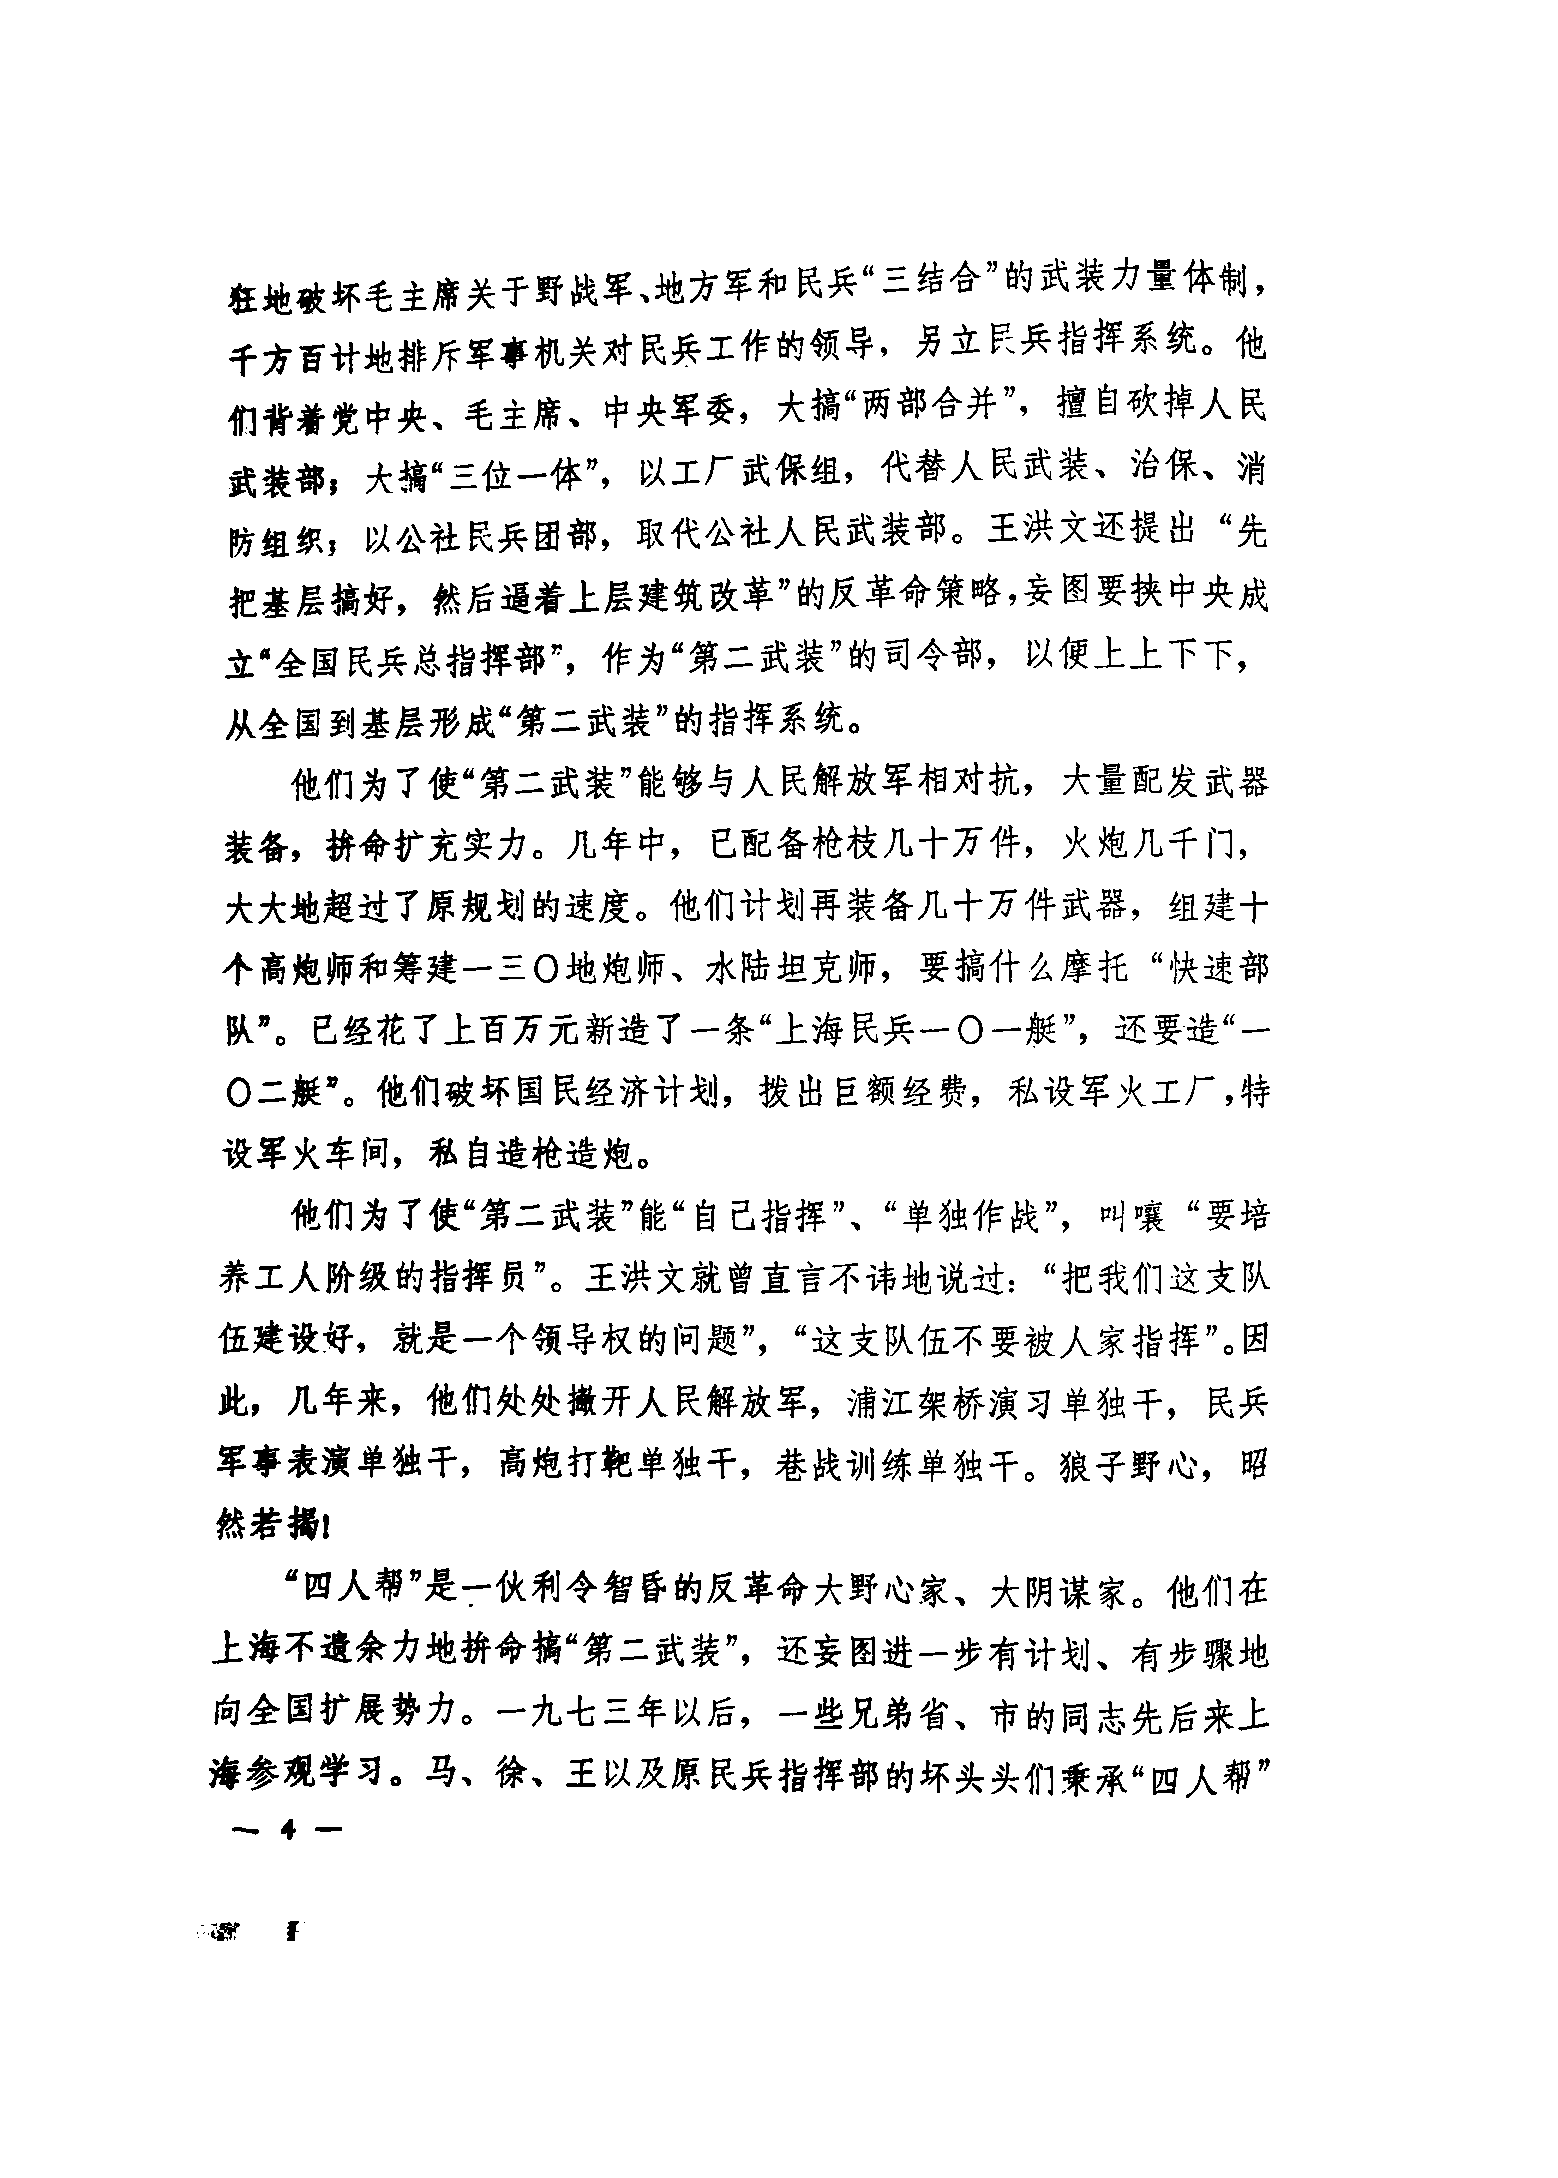 狂地破坏毛主席关于野战军、地方军和民兵“三结合”的武装力量体制，
千方百计地排斥军事机关对民兵工作的领导，另立民兵指挥系统。他
们背着党中央、毛主席、中央军委，大搞“两部合并”，擅自砍掉人民
武装部；大搞“三位一体”，以工厂武保组，代替人民武装、治保、消
防组织；以公社民兵团部，取代公社人民武装部。王洪文还提出“先
把基层搞好，然后逼着上层建筑改革”的反革命策略，妄图要挟中央成
立“全国民兵总指挥部”，作为“第二武装”的司令部，以便上上下下，
从全国到基层形成“第二武装”的指挥系统。
他们为了使“第二武装”能够与人民解放军相对抗，大量配发武器
装备，拚命扩充实力。几年中，已配备枪枝几十万件，火炮几千门，
大大地超过了原规划的速度。他们计划再装备几十万件武器，组建十
个高炮师和筹建一三〇地炮师、水陆坦克师，要搞什么摩托“快速部
队”。已经花了上百万元新造了一条“上海民兵一〇一艇”，还要造“一
〇二艇”。他们破坏国民经济计划，拨出巨额经费，私设军火工厂，特
设军火车间，私自造枪造炮。
他们为了使“第二武装”能“自己指挥”、“单独作战”，叫嚷“要培
养工人阶级的指挥员”。王洪文就曾直言不讳地说过：“把我们这支队
伍建设好，就是一个领导权的问题”，“这支队伍不要被人家指挥”。因
此，几年来，他们处处撇开人民解放军，浦江架桥演习单独干，民兵
军事表演单独干，高炮打靶单独干，巷战训练单独干。狼子野心，昭
然若揭！
“四人帮”是一伙利令智昏的反革命大野心家、大阴谋家。他们在
上海不遗余力地拚命搞“第二武装”，还妄图进一步有计划、有步骤地
向全国扩展势力。一九七三年以后，一些兄弟省、市的同志先后来上
海参观学习。马、徐、王以及原民兵指挥部的坏头头们秉承“四人帮”
— 4 —